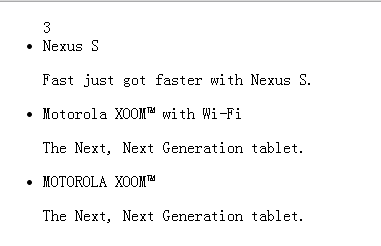 3
Nexus S
Fast just got faster with Nexus S.
Motorola XOOM™ with Wi-Fi
The Next, Next Generation tablet.
MOTOROLA XOOM™
The Next, Next Generation tablet.